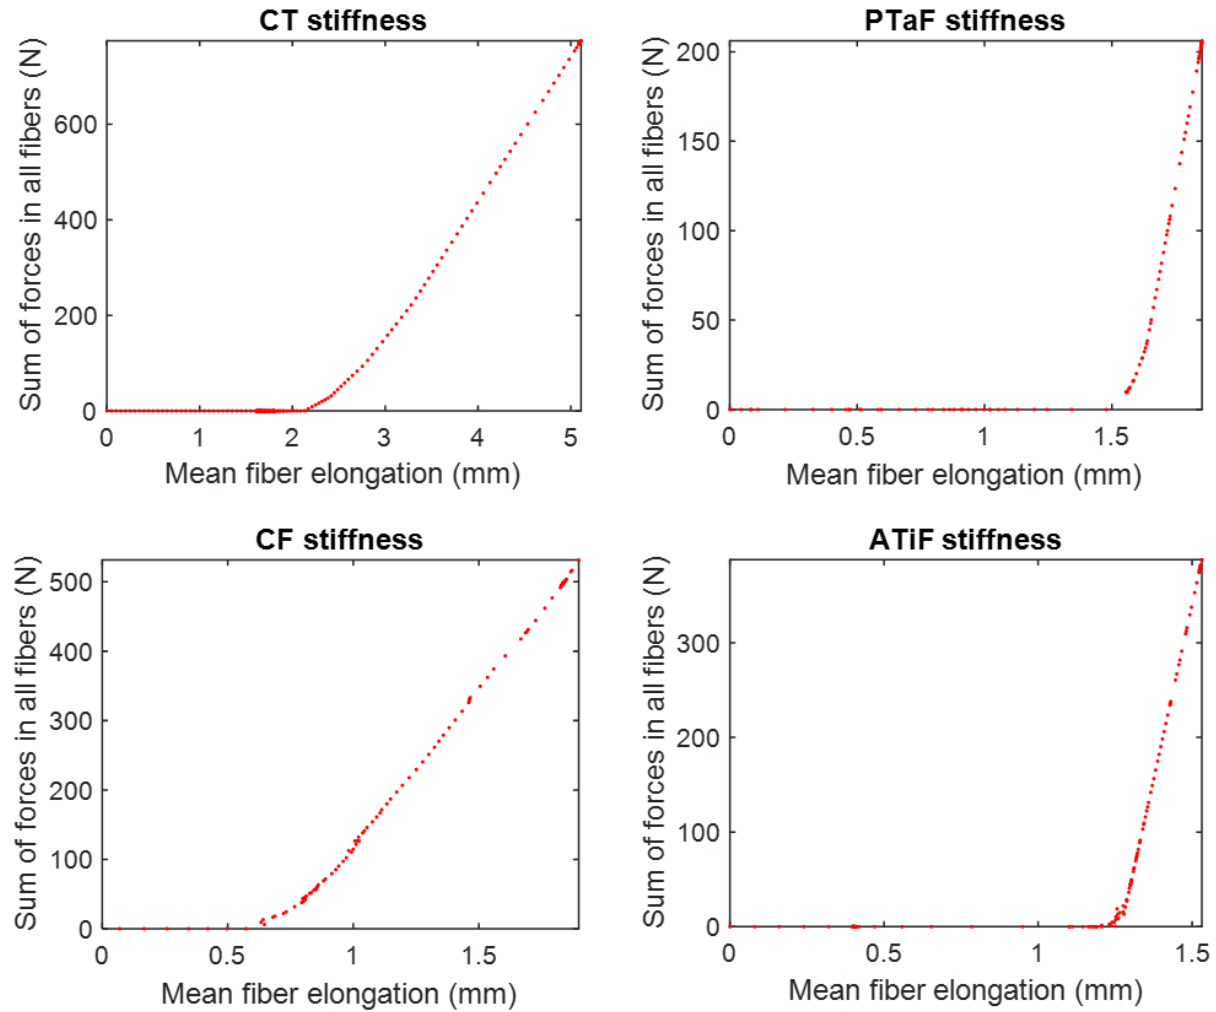 CT stiffness
Sum of forces in all fibers (N)
600
400
200
0
0 1 2 3 4 5
Mean fiber elongation (mm)
PTaF stiffness
Sum of forces in all fibers (N)
200
150
100
50
0
0 0.5 1 1.5
Mean fiber elongation (mm)
CF stiffness
Sum of forces in all fibers (N)
500
400
300
200
100
0
0 0.5 1 1.5
Mean fiber elongation (mm)
ATiF stiffness
Sum of forces in all fibers (N)
300
200
100
0
0 0.5 1 1.5
Mean fiber elongation (mm)